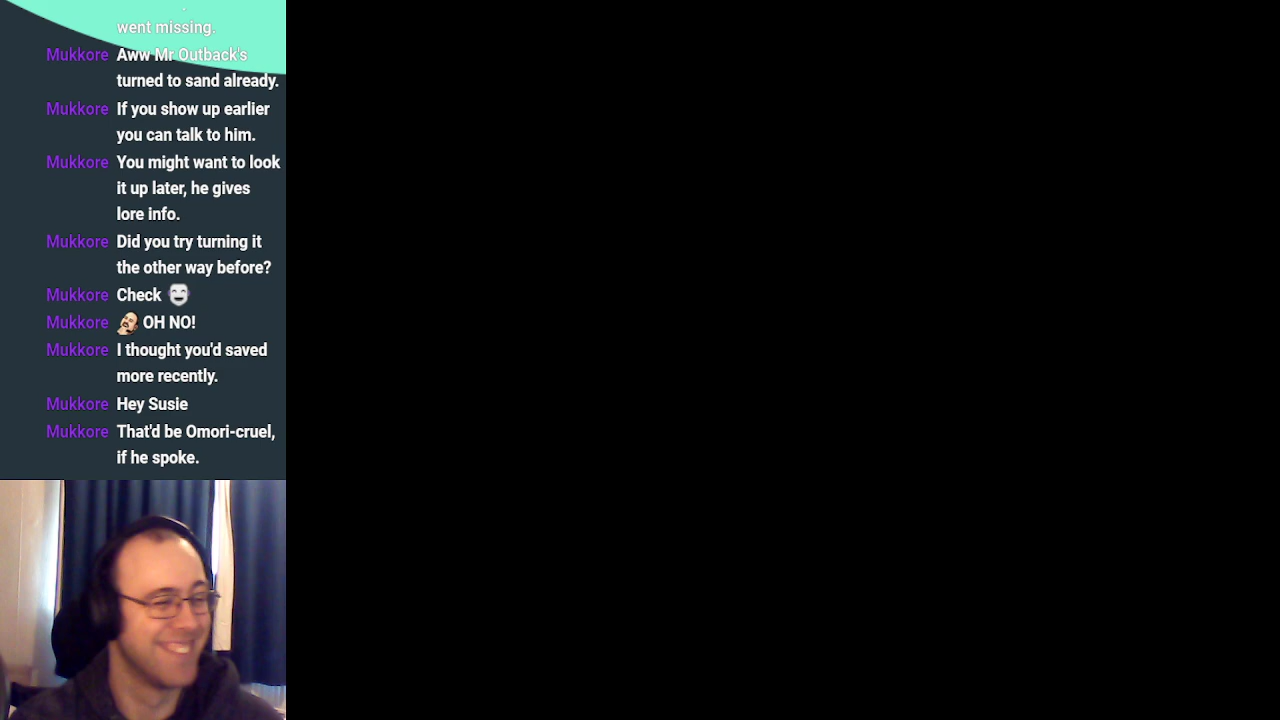 went missing.
Mukkore Aww Mr Outback's
turned to sand already.
Mukkore If you show up earlier
you can talk to him.
Mukkore You might want to look
it up later, he gives
lore info.
Mukkore Did you try turning it
the other way before?
Mukkore Check
Mukkore OH NO!
Mukkore I thought you'd saved
more recently.
Mukkore Hey Susie
Mukkore That'd be Omori-cruel,
if he spoke.